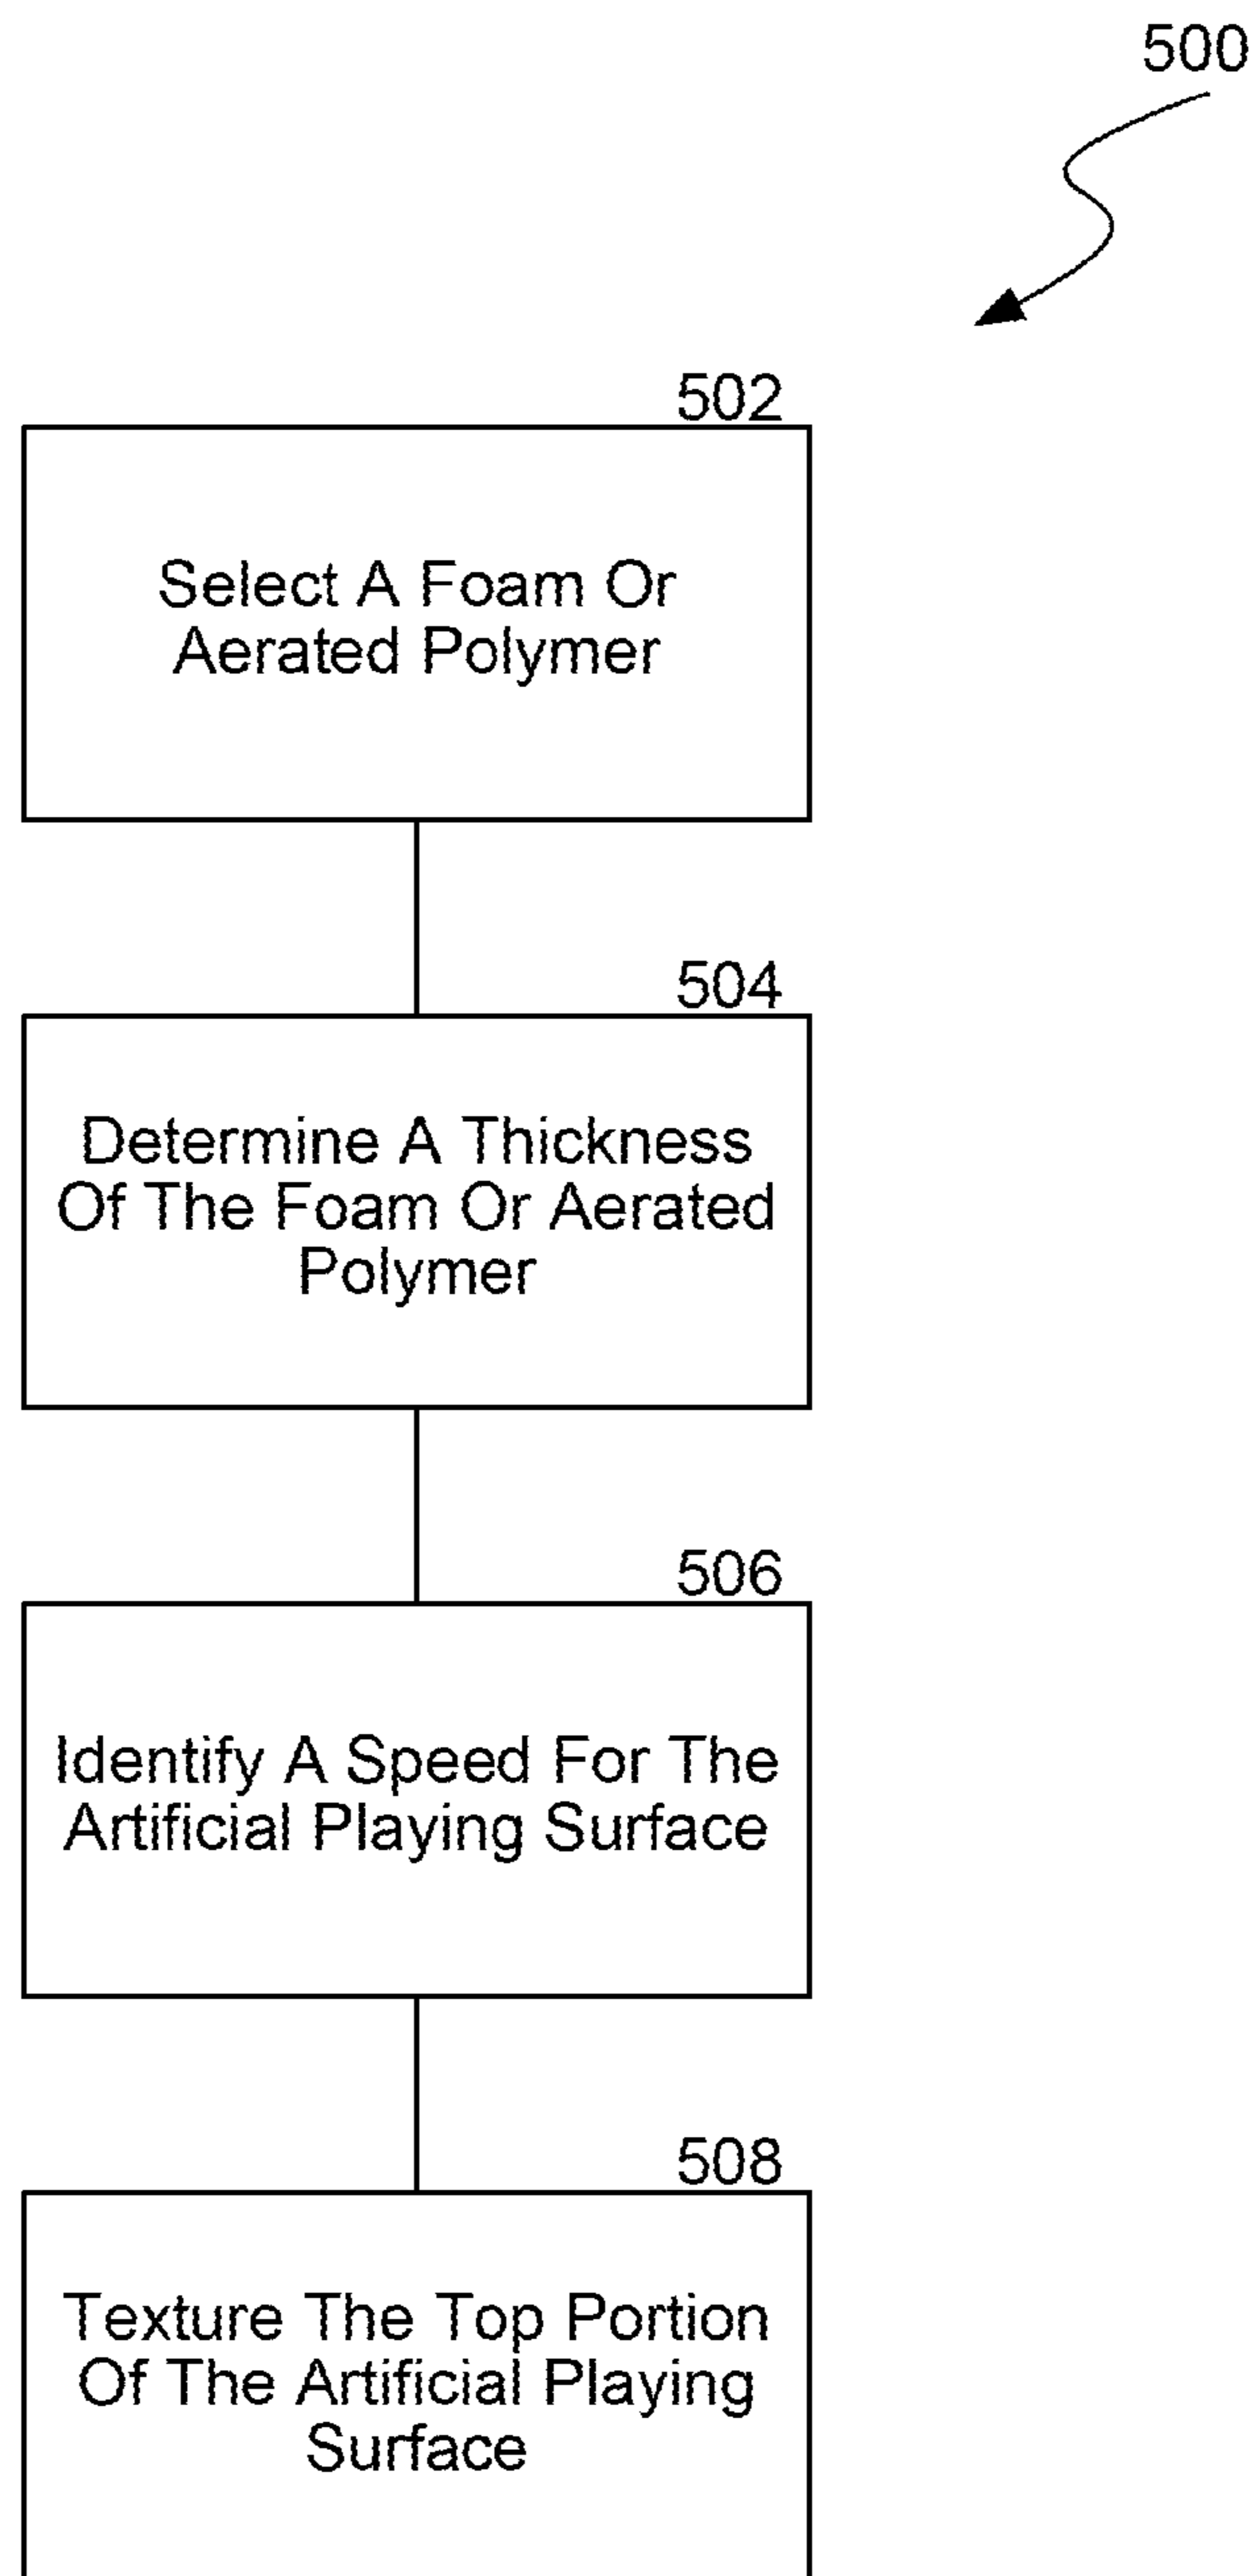 500
502
Select A Foam Or
Aerated Polymer
504
Determine A Thickness
Of The Foam Or Aerated
Polymer
506
Identify A Speed For The
Artificial Playing Surface
508
Texture The Top Portion
Of The Artificial Playing
Surface